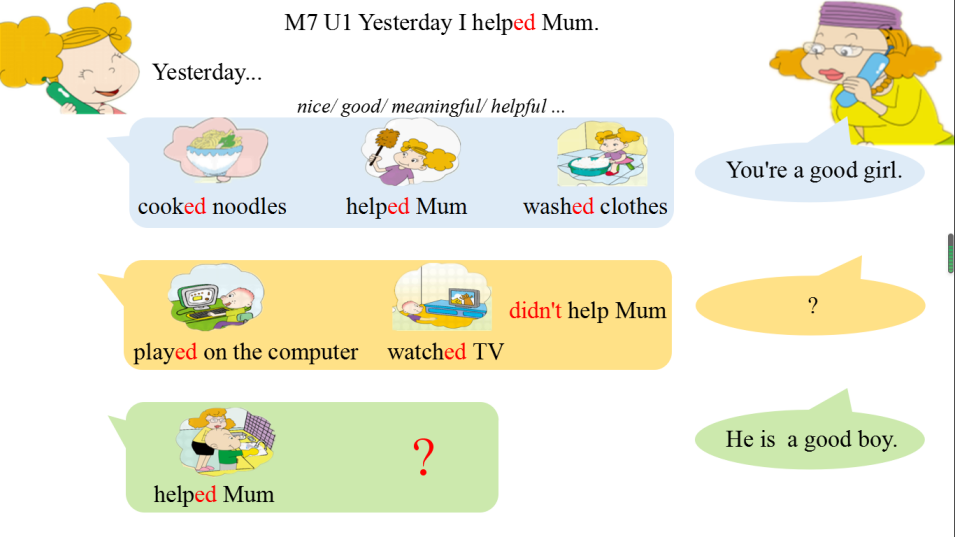 M7 U1 Yesterday I helped Mum.
Yesterday...
nice/ good/ meaningful/ helpful ...
cooked noodles helped Mum washed clothes
You're a good girl.
didn't help Mum
?
played on the computer watched TV
?
He is a good boy.
helped Mum